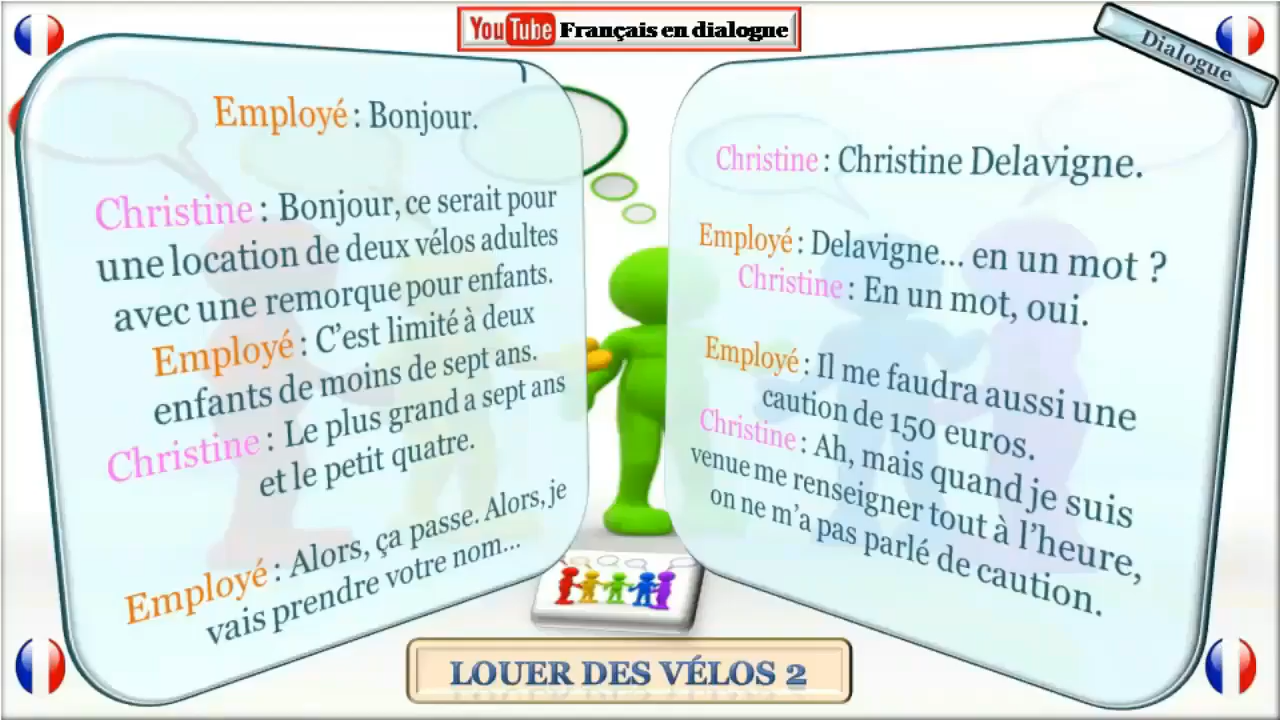 YouTube Français en dialogue
Dialogue
Employé : Bonjour.
Christine : Bonjour, ce serait pour
une location de deux vélos adultes
avec une remorque pour enfants.
Employé : C'est limité à deux
enfants de moins de sept ans.
Christine : Le plus grand a sept ans
et le petit quatre.
Employé : Alors, ça passe. Alors, je
vais prendre votre nom...
Christine : Christine Delavigne.
Employé : Delavigne... en un mot ?
Christine : En un mot, oui.
Employé : Il me faudra aussi une
caution de 150 euros.
Christine : Ah, mais quand je suis
venue me renseigner tout à l'heure,
on ne m'a pas parlé de caution.
LOUER DES VÉLOS 2